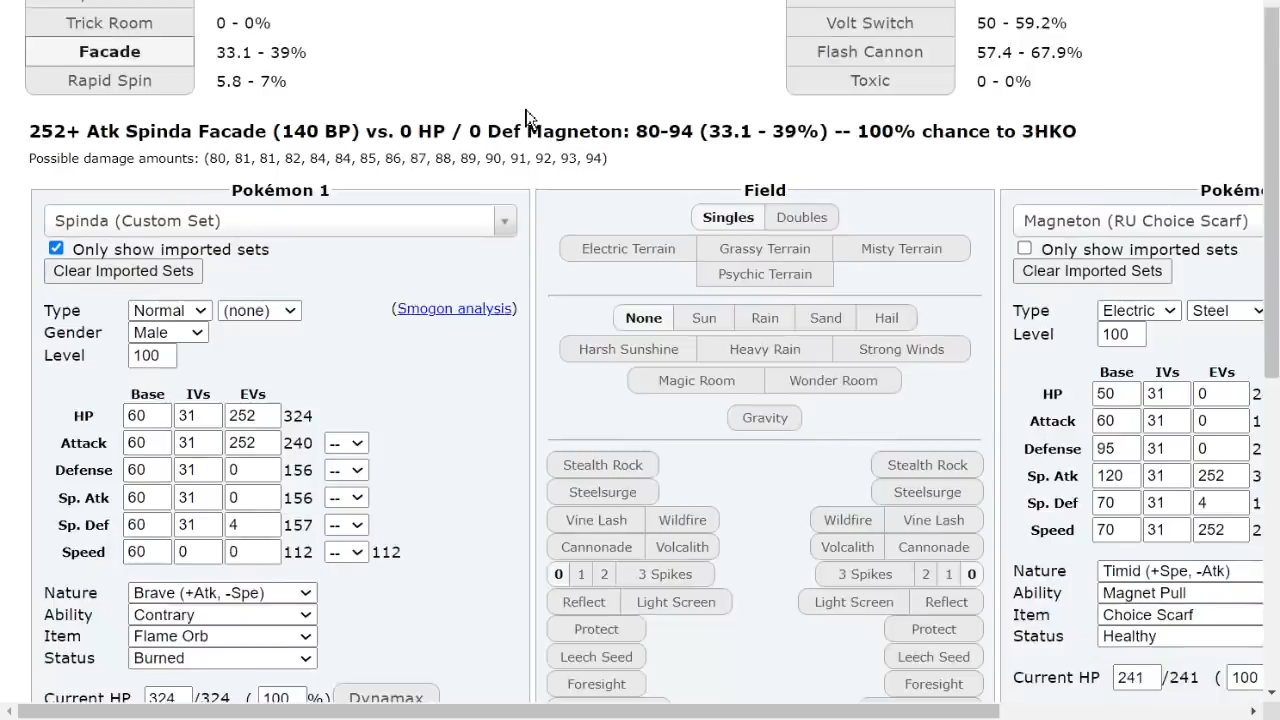 Trick Room 0 - 0% Volt Switch 50 - 59.2%
Facade 33.1 - 39% Flash Cannon 57.4 - 67.9%
Rapid Spin 5.8 - 7% Toxic 0 - 0%
252+ Atk Spinda Facade (140 BP) vs. 0 HP / 0 Def Magneton: 80-94 (33.1 - 39%) -- 100% chance to 3HKO
Possible damage amounts: (80, 81, 81, 82, 84, 84, 85, 86, 87, 88, 89, 90, 91, 92, 93, 94)
Pokémon 1
Spinda (Custom Set)
Only show imported sets
Clear Imported Sets
Type Normal (none) (Smogon analysis)
Gender Male
Level 100
Base IVs EVs
HP 60 31 252 324
Attack 60 31 252 240 --
Defense 60 31 0 156 --
Sp. Atk 60 31 0 156 --
Sp. Def 60 31 4 157 --
Speed 60 0 0 112 -- 112
Nature Brave (+Atk, -Spe)
Ability Contrary
Item Flame Orb
Status Burned
Current HP 324 /324 ( 100 %) Dynamax
Field
Singles Doubles
Electric Terrain Grassy Terrain Misty Terrain
Psychic Terrain
None Sun Rain Sand Hail
Harsh Sunshine Heavy Rain Strong Winds
Magic Room Wonder Room
Gravity
Stealth Rock Stealth Rock
Steelsurge Steelsurge
Vine Lash Wildfire Wildfire Vine Lash
Cannonade Volcalith Volcalith Cannonade
0 1 2 3 Spikes 3 Spikes 2 1 0
Reflect Light Screen Light Screen Reflect
Protect Protect
Leech Seed Leech Seed
Foresight Foresight
Pokém
Magneton (RU Choice Scarf)
Only show imported sets
Clear Imported Sets
Type Electric Steel
Level 100
Base IVs EVs
HP 50 31 0 2
Attack 60 31 0 1
Defense 95 31 0 2
Sp. Atk 120 31 252 3
Sp. Def 70 31 4 1
Speed 70 31 252 2
Nature Timid (+Spe, -Atk)
Ability Magnet Pull
Item Choice Scarf
Status Healthy
Current HP 241 /241 ( 100